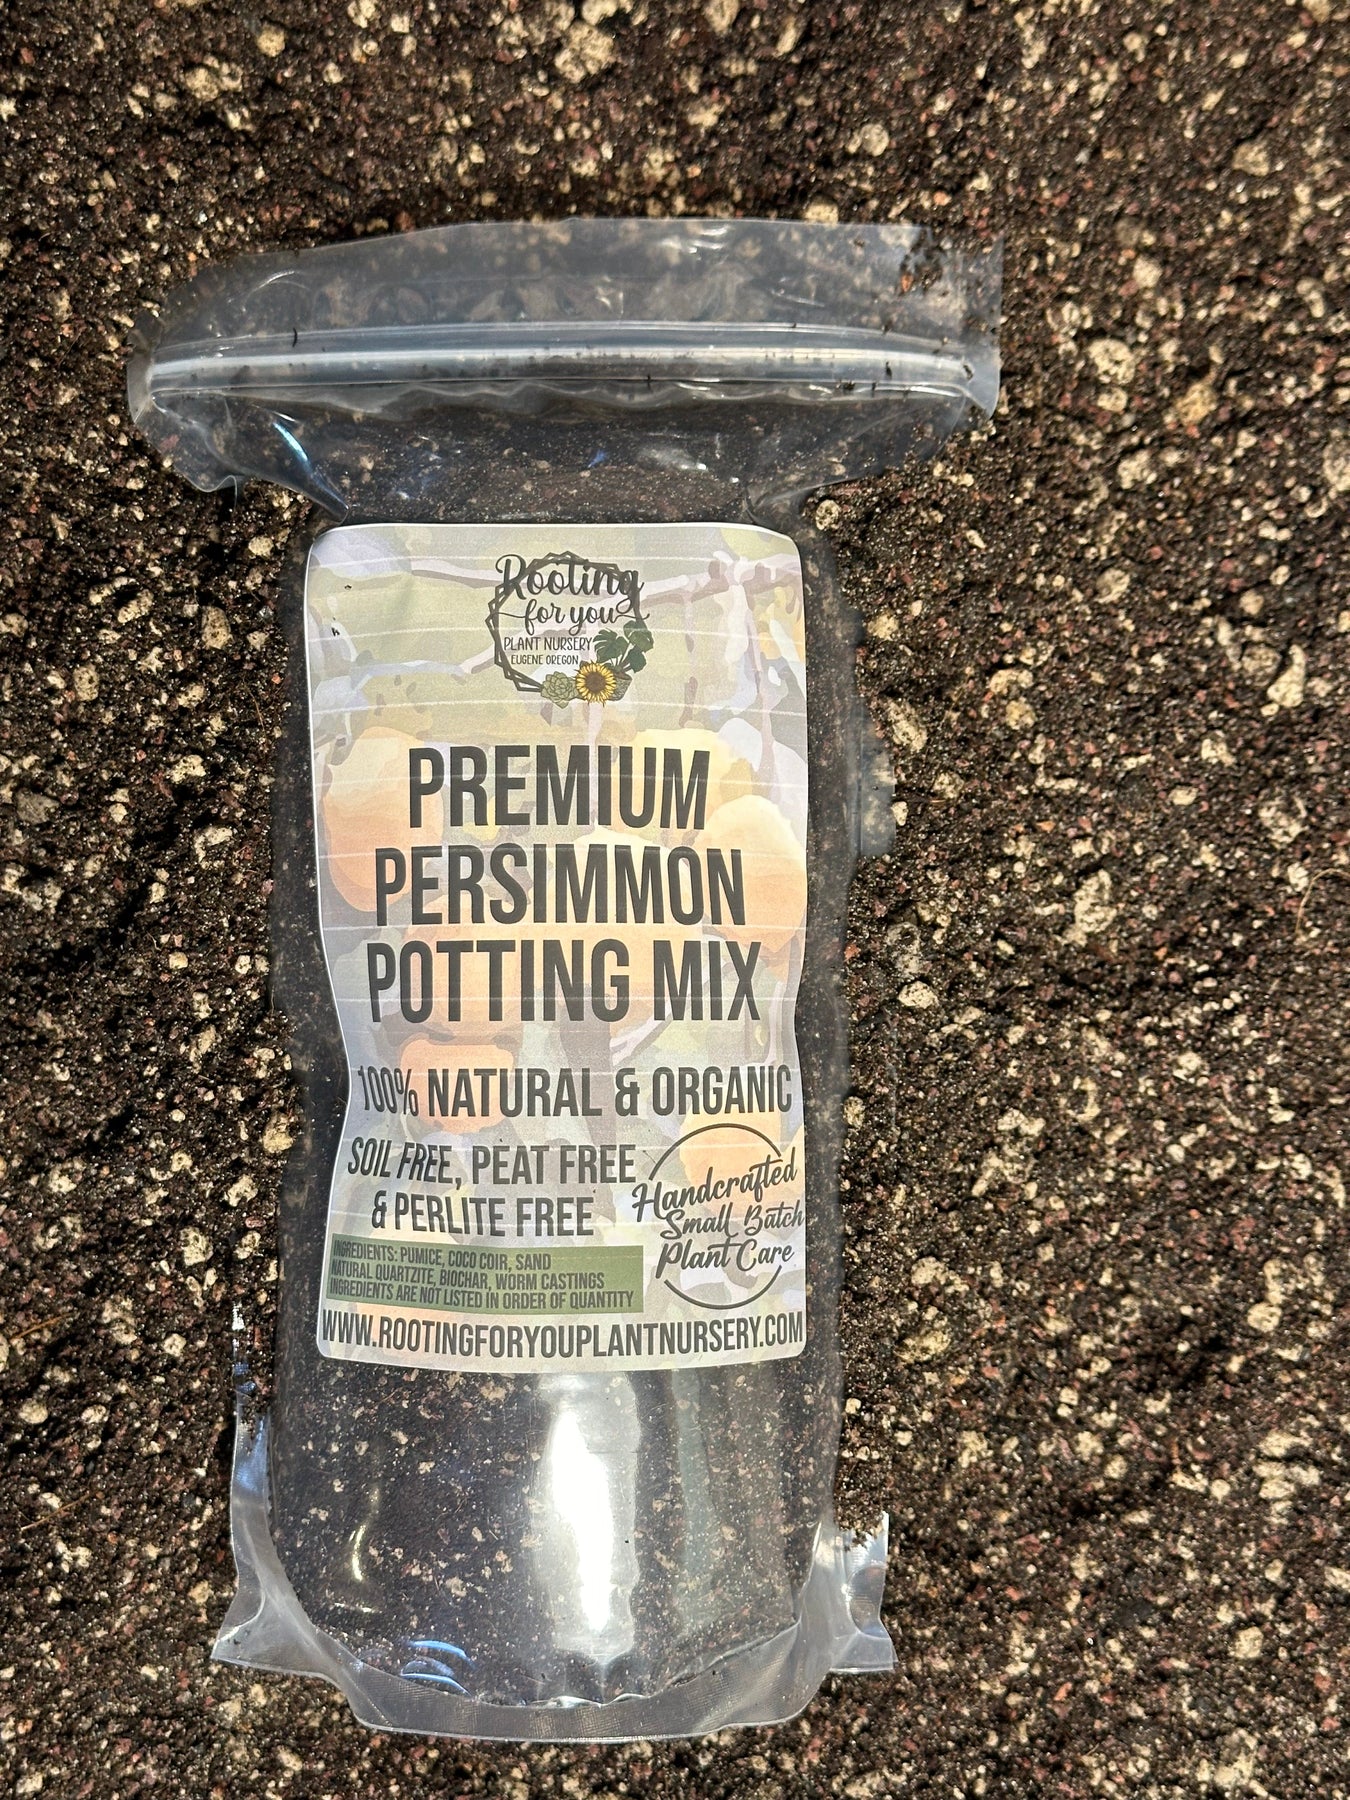 Rooting
for you
PLANT NURSERY
EUGENE OREGON
PREMIUM
PERSIMMON
POTTING MIX
100% NATURAL & ORGANIC
SOIL FREE, PEAT FREE
& PERLITE FREE
Handcrafted
Small Batch
Plant Care
INGREDIENTS: PUMICE, COCO COIR, SAND
NATURAL QUARTZITE, BIOCHAR, WORM CASTINGS
INGREDIENTS ARE NOT LISTED IN ORDER OF QUANTITY
WWW.ROOTINGFORYOUPLANTNURSERY.COM